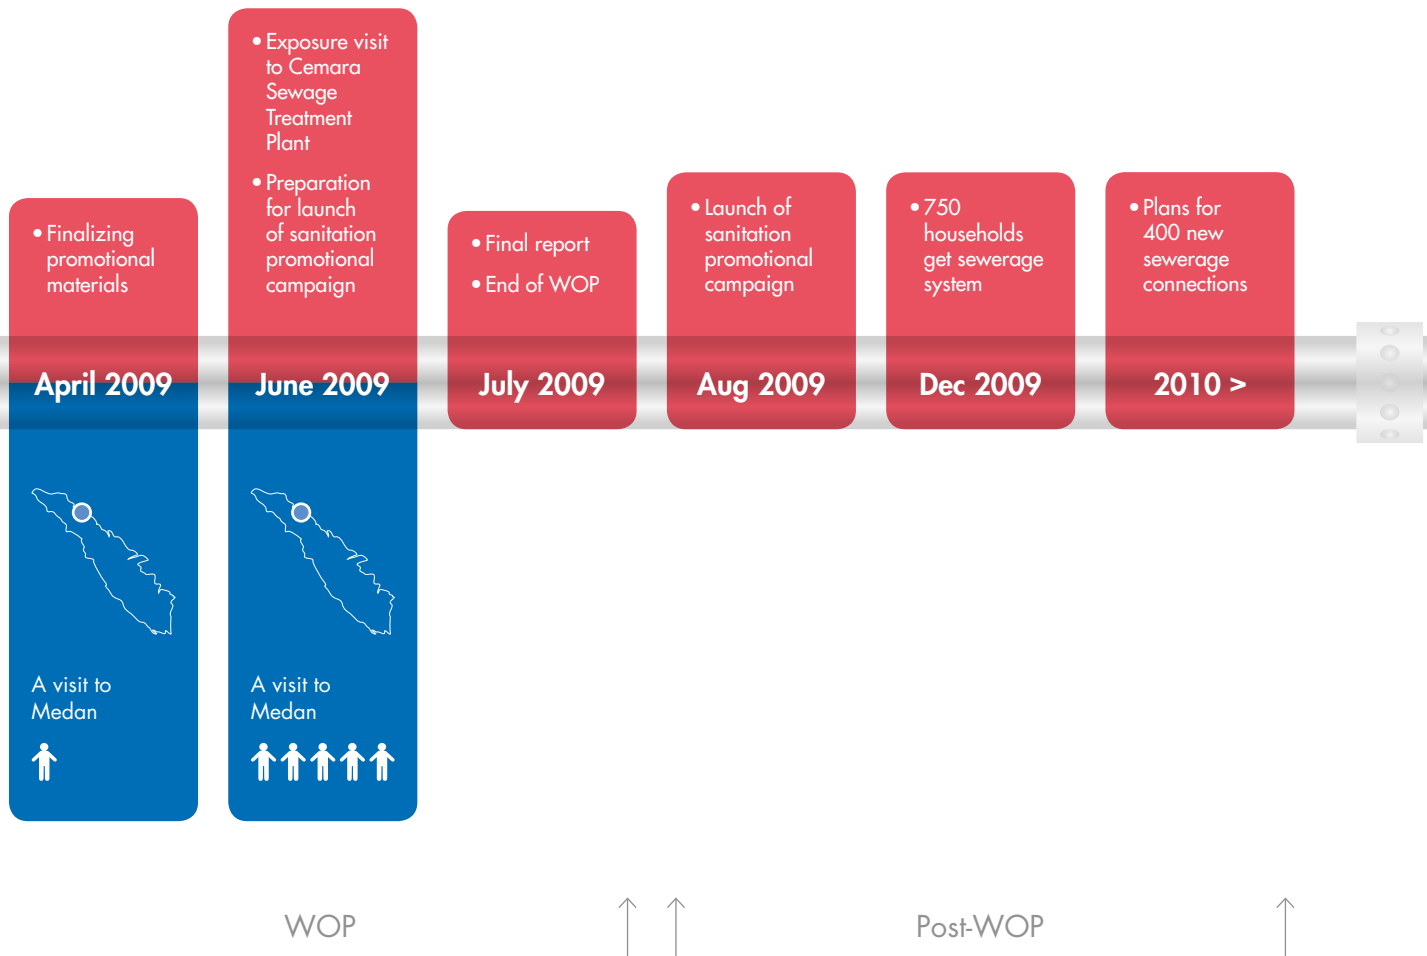 • Finalizing
promotional
materials
April 2009
A visit to
Medan
• Exposure visit
to Cemara
Sewage
Treatment
Plant
• Preparation
for launch
of sanitation
promotional
campaign
June 2009
A visit to
Medan
• Final report
• End of WOP
July 2009
• Launch of
sanitation
promotional
campaign
Aug 2009
• 750
households
get sewerage
system
Dec 2009
• Plans for
400 new
sewerage
connections
2010 >
WOP
Post-WOP